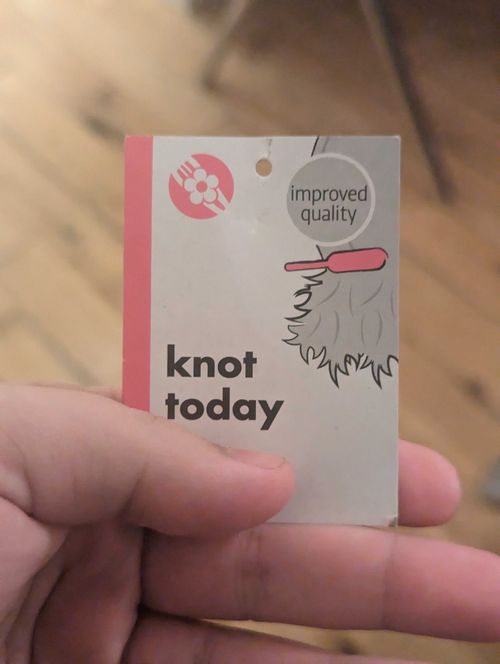 improved
quality
knot
today